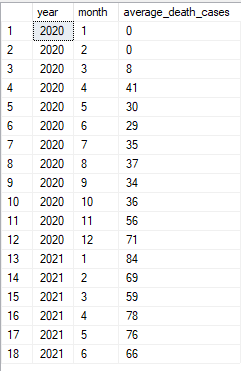 year month average_death_cases
1 2020 1 0
2 2020 2 0
3 2020 3 8
4 2020 4 41
5 2020 5 30
6 2020 6 29
7 2020 7 35
8 2020 8 37
9 2020 9 34
10 2020 10 36
11 2020 11 56
12 2020 12 71
13 2021 1 84
14 2021 2 69
15 2021 3 59
16 2021 4 78
17 2021 5 76
18 2021 6 66